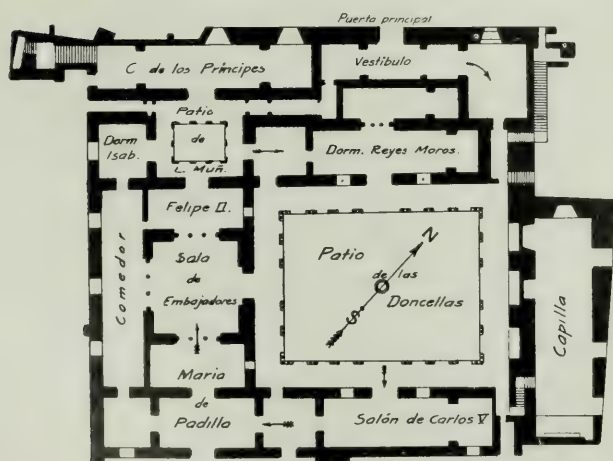 Puerta principal
C de los Príncipes
Vestíbulo
Patio
de
L. Muñ.
Dorm
Isab.
Dorm. Reyes Moros.
Felipe II.
Comedor
Sala
de
Embajadores
Patio
de las
Doncellas
N
S
Capilla
Maria
de
Padilla
Salón de Carlos V